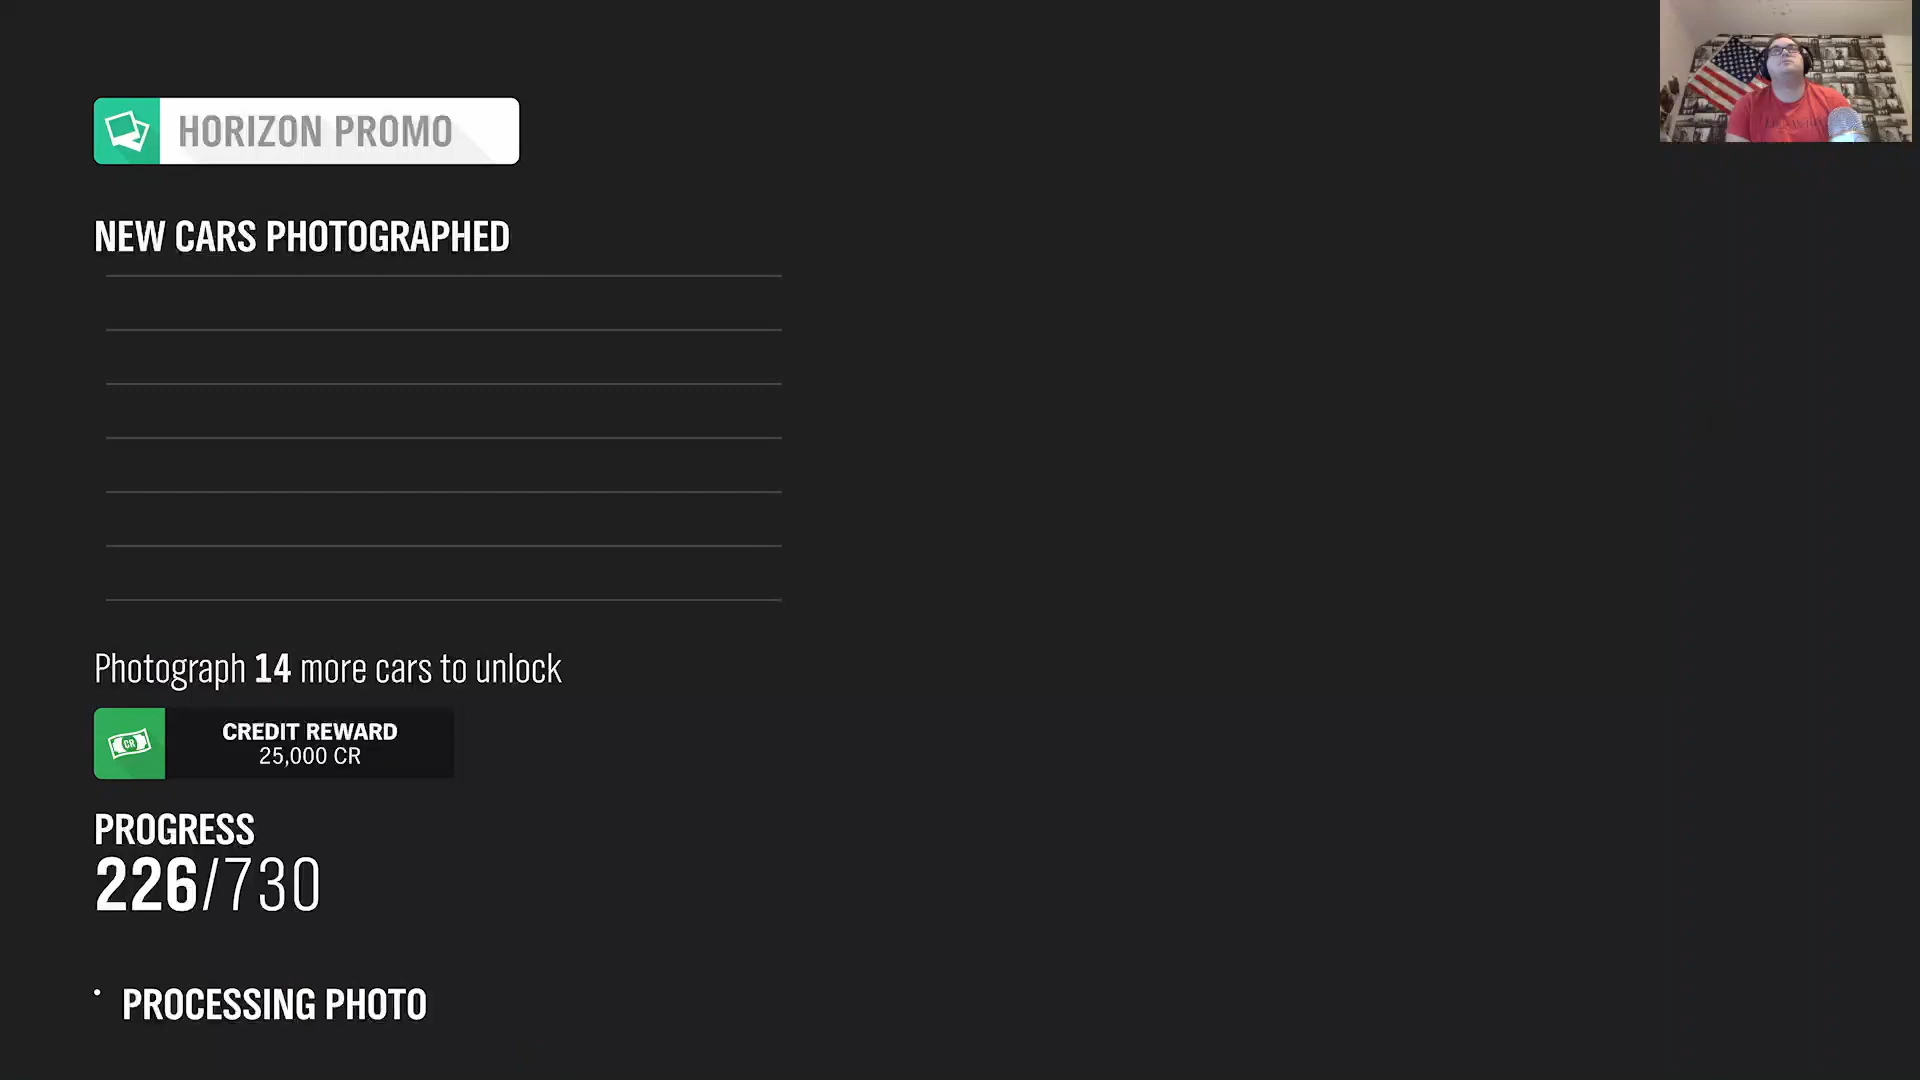 HORIZON PROMO
NEW CARS PHOTOGRAPHED
Photograph 14 more cars to unlock
CR
CREDIT REWARD
25,000 CR
PROGRESS
226/730
PROCESSING PHOTO